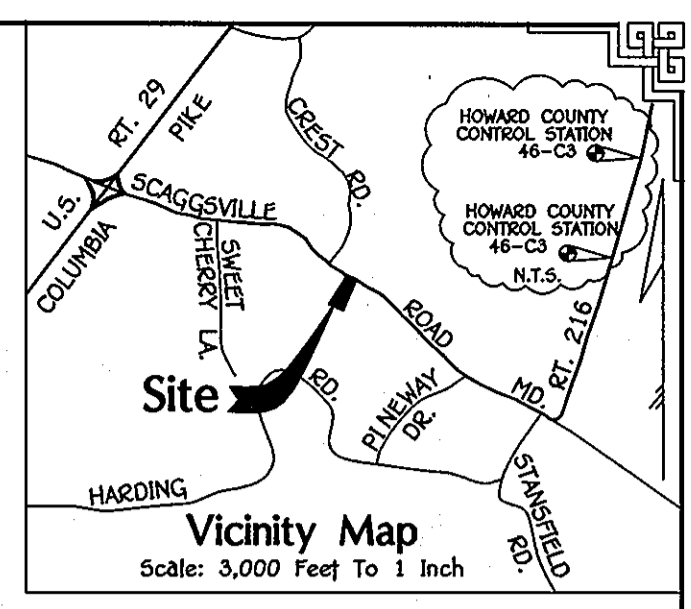 U.S. RT. 29
COLUMBIA PIKE
CREST RD.
HOWARD COUNTY
CONTROL STATION
46-C3
HOWARD COUNTY
CONTROL STATION
46-C3
N.T.S.
SCAGGSVILLE ROAD
SWEET
CHERRY LA.
MD. RT. 216
Site
HARDING RD.
PINEWAY
DR.
STANSFIELD
RD.
Vicinity Map
Scale: 3,000 Feet To 1 Inch